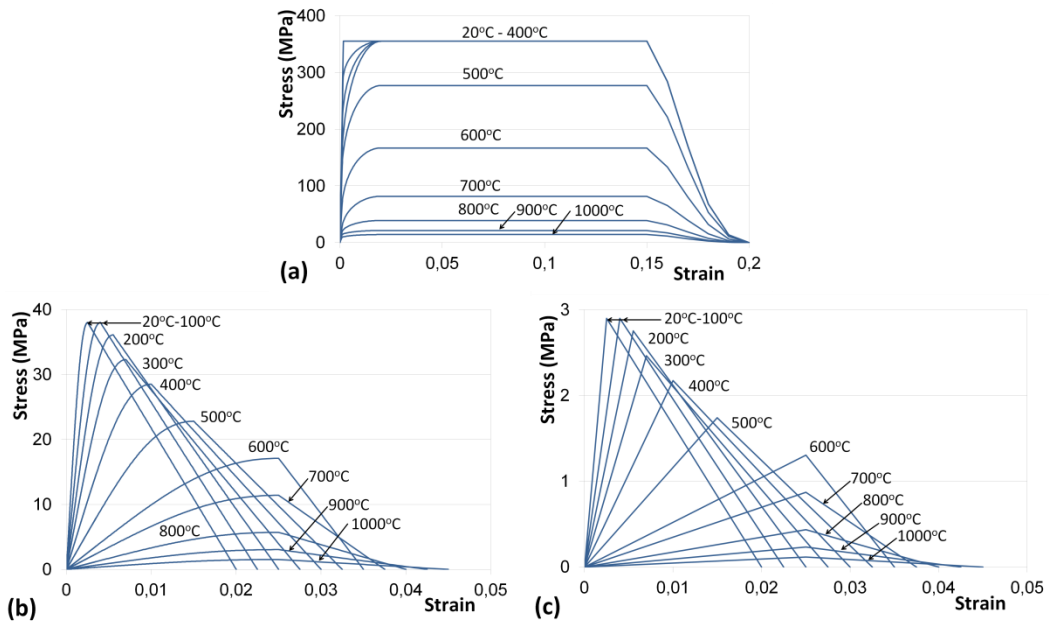 Stress (MPa)
400
300
200
100
0
20°C - 400°C
500°C
600°C
700°C
800°C
900°C
1000°C
0
0,05
0,1
0,15
0,2
Strain
(a)
Stress (MPa)
40
30
20
10
0
20°C-100°C
200°C
300°C
400°C
500°C
600°C
700°C
800°C
900°C
1000°C
0,00
0,01
0,02
0,03
0,04
0,05
Strain
(b)
Stress (MPa)
3
2
1
0
20°C-100°C
200°C
300°C
400°C
500°C
600°C
700°C
800°C
900°C
1000°C
0,00
0,01
0,02
0,03
0,04
0,05
Strain
(c)